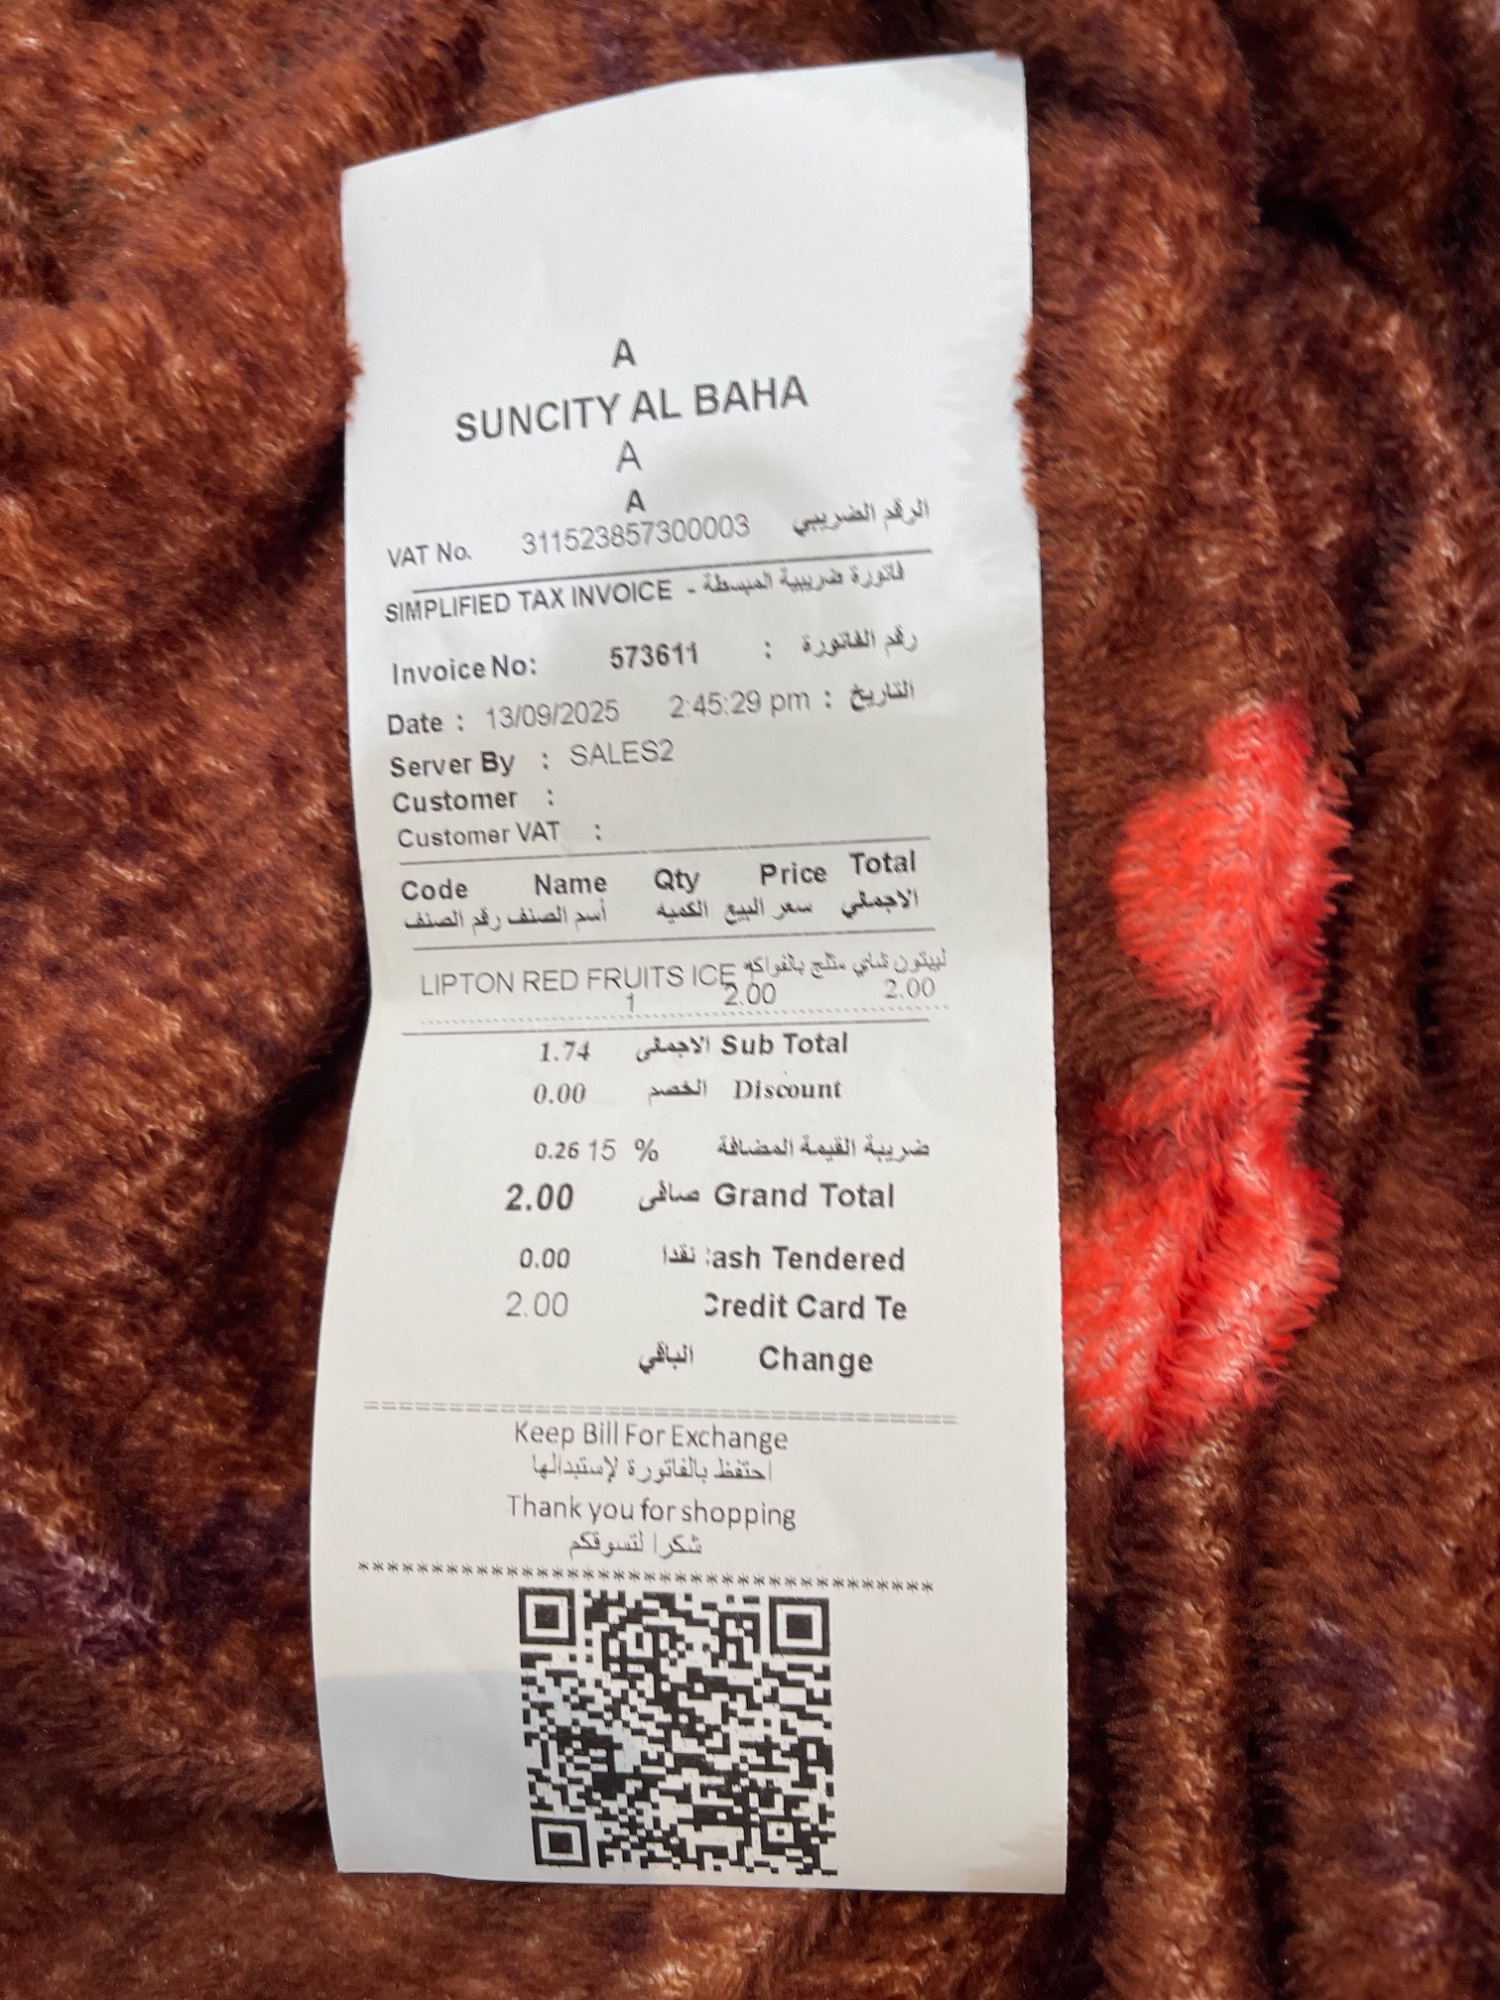 A
SUNCITY AL BAHA
A
A
VAT No. 311523857300003 الرقم الضريبي
SIMPLIFIED TAX INVOICE - فاتورة ضريبية المبسطة
Invoice No: 573611 : رقم الفاتورة
Date : 13/09/2025 2:45:29 pm : التاريخ
Server By : SALES2
Customer :
Customer VAT :
Code Name Qty Price Total
رقم الصنف أسم الصنف الكميه سعر البيع الاجمالي
LIPTON RED FRUITS ICE ليبتون شاي مثلج بالفواكه
1 2.00 2.00
1.74 الاجمالى Sub Total
0.00 الخصم Discount
0.26 15 % ضريبة القيمة المضافة
2.00 صافى Grand Total
0.00 نقدا ash Tendered
2.00 Credit Card Te
الباقي Change
================================================
Keep Bill For Exchange
احتفظ بالفاتورة لإستبدالها
Thank you for shopping
شكرا لتسوقكم
****************************************